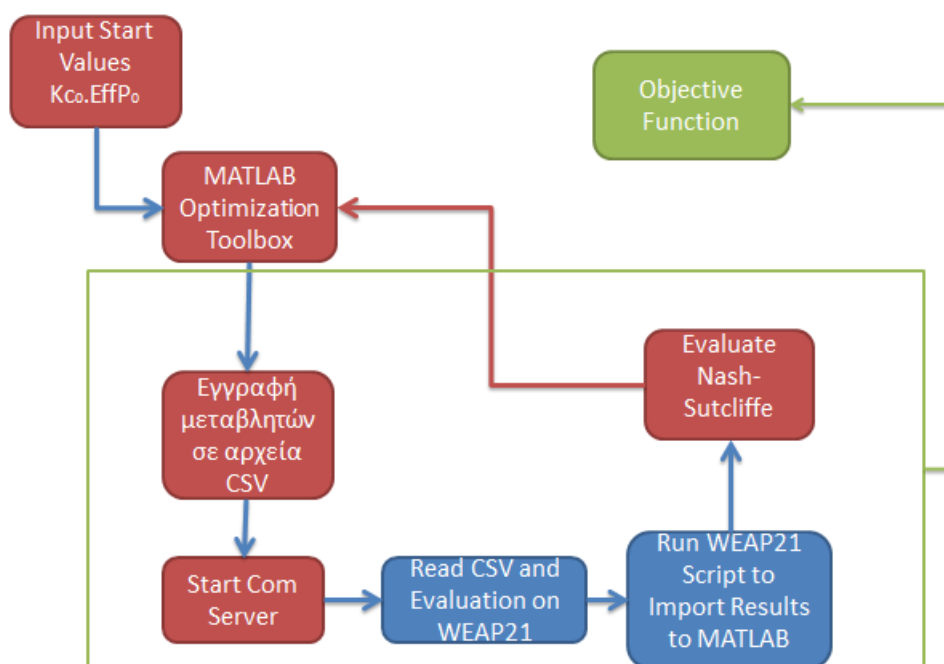 Input Start
Values
Kc₀.EffP₀
Objective
Function
MATLAB
Optimization
Toolbox
Evaluate
Nash-
Sutcliffe
Εγγραφή
μεταβλητών
σε αρχεία
CSV
Start Com
Server
Read CSV and
Evaluation on
WEAP21
Run WEAP21
Script to
Import Results
to MATLAB